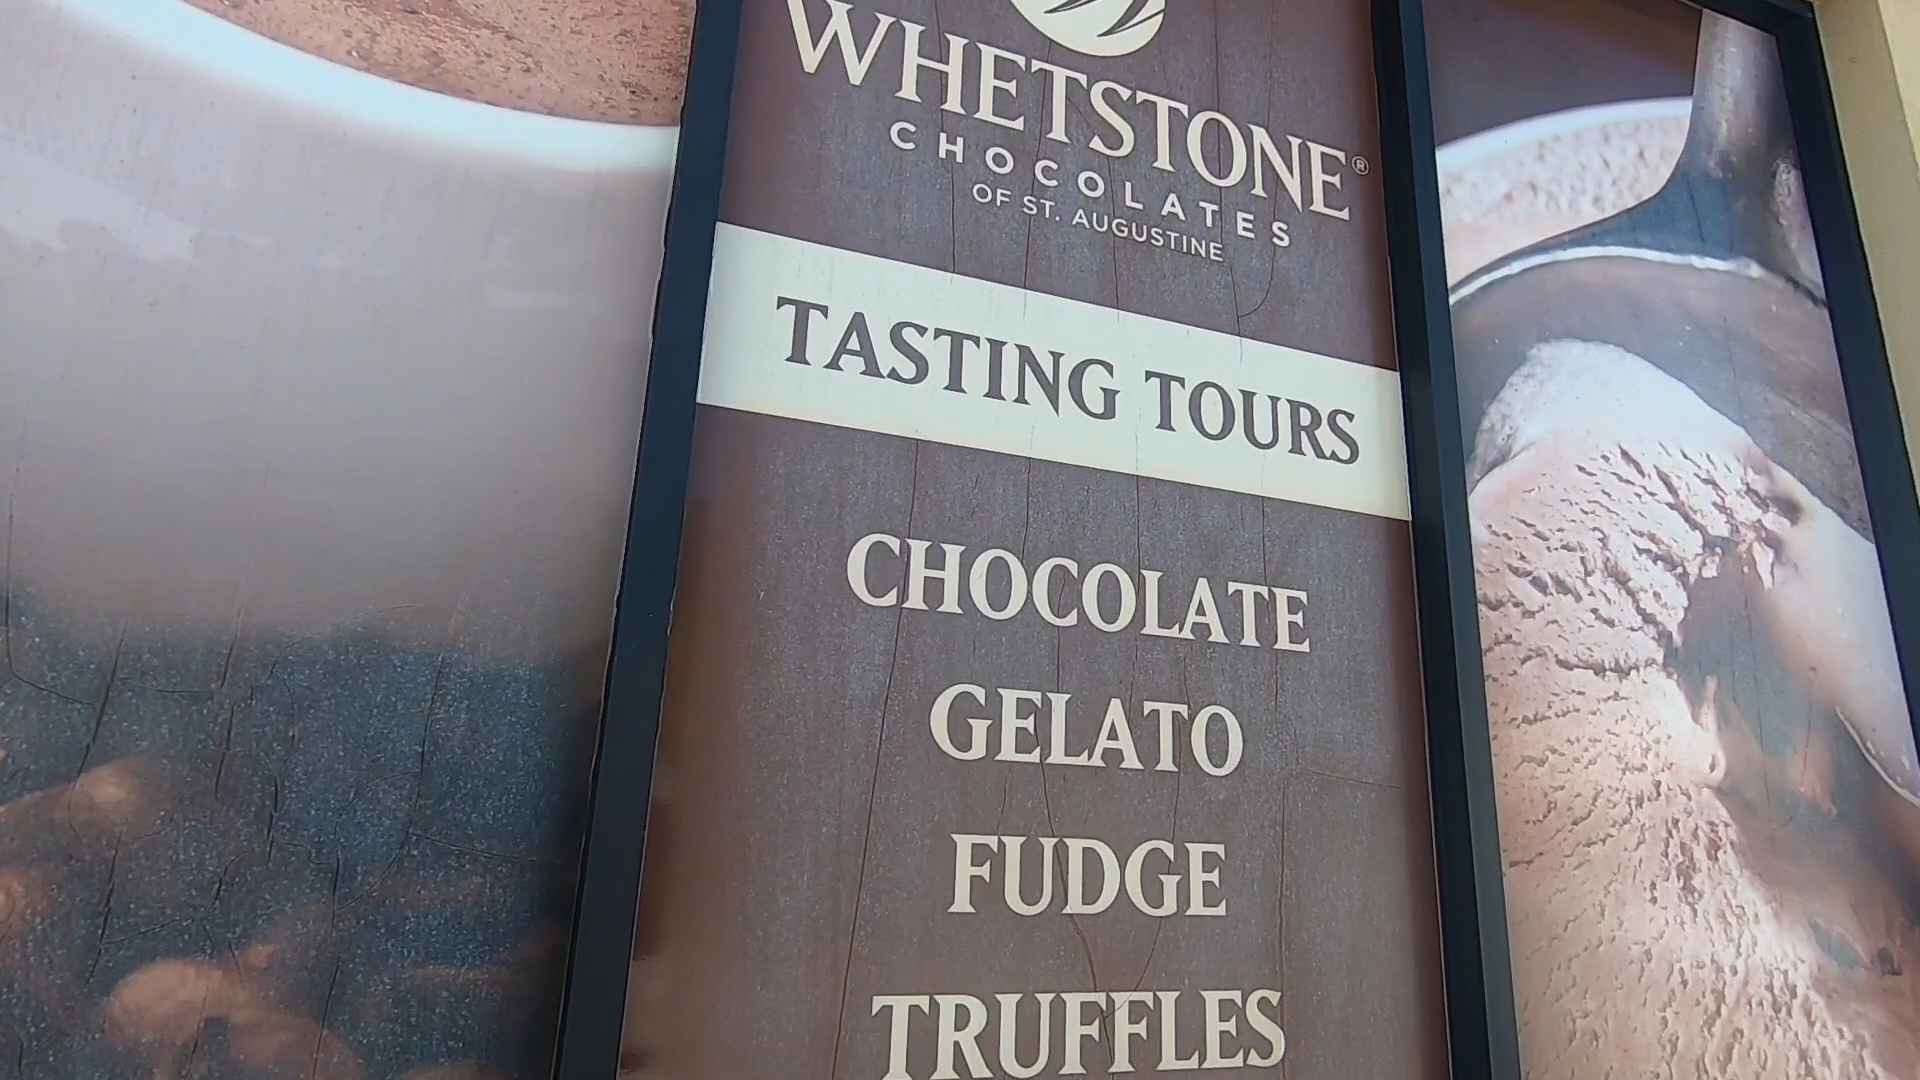 WHETSTONE®
CHOCOLATES
OF ST. AUGUSTINE
TASTING TOURS
CHOCOLATE
GELATO
FUDGE
TRUFFLES